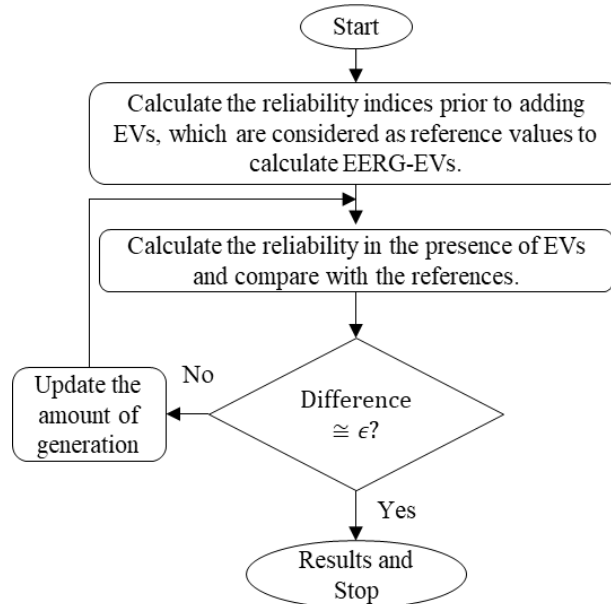 Start
Calculate the reliability indices prior to adding
EVs, which are considered as reference values to
calculate EERG-EVs.
Calculate the reliability in the presence of EVs
and compare with the references.
Difference
≅ ϵ?
No
Update the
amount of
generation
Yes
Results and
Stop